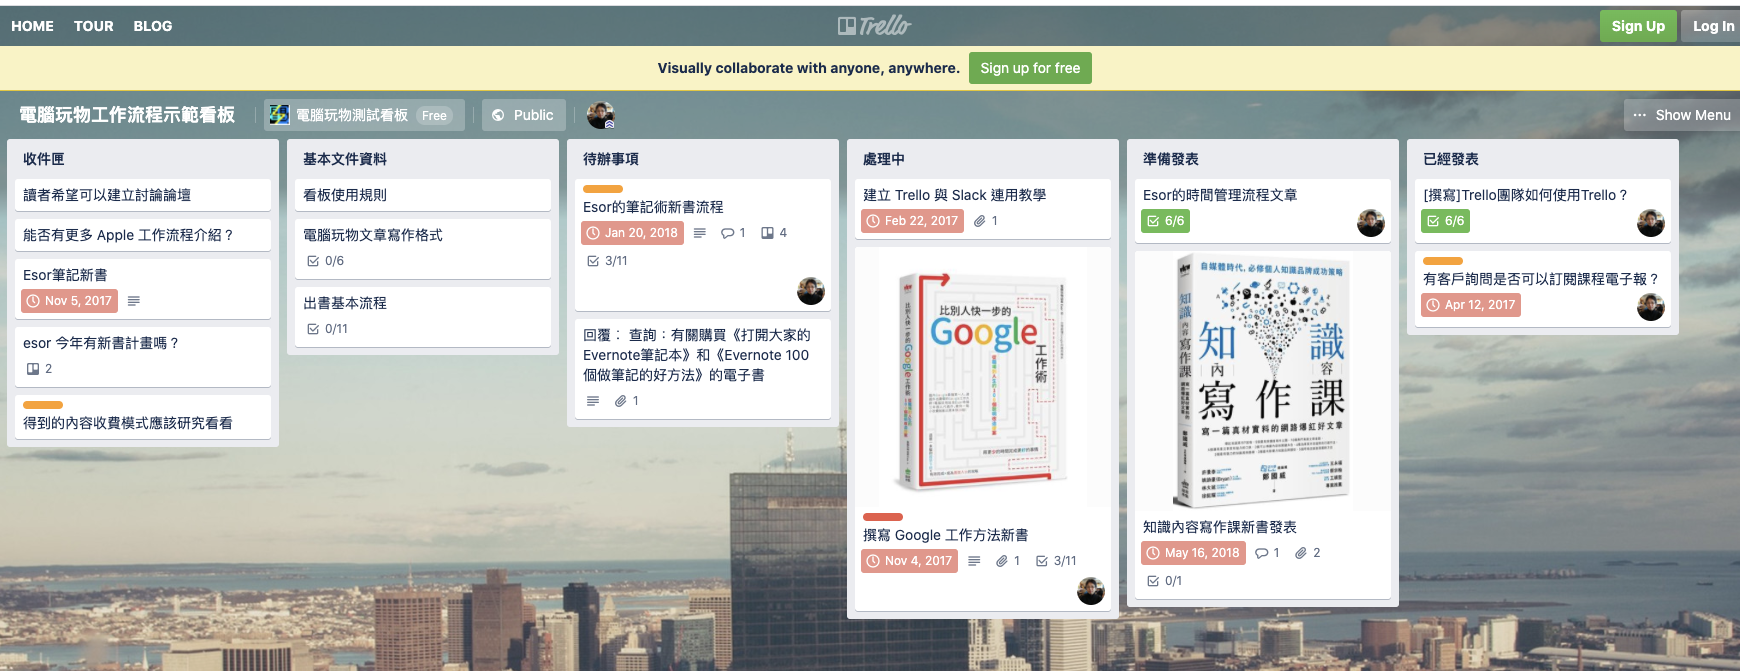 HOME TOUR BLOG
Trello
Sign Up Log In
Visually collaborate with anyone, anywhere. Sign up for free
電腦玩物工作流程示範看板
電腦玩物測試看板 Free
Public
··· Show Menu
收件匣
讀者希望可以建立討論論壇
能否有更多 Apple 工作流程介紹？
Esor筆記新書
Nov 5, 2017
esor 今年有新書計畫嗎？
2
得到的內容收費模式應該研究看看
基本文件資料
看板使用規則
電腦玩物文章寫作格式
0/6
出書基本流程
0/11
待辦事項
Esor的筆記術新書流程
Jan 20, 2018 1 4
3/11
回覆： 查詢：有關購買《打開大家的
Evernote筆記本》和《Evernote 100
個做筆記的好方法》的電子書
1
處理中
建立 Trello 與 Slack 連用教學
Feb 22, 2017 1
比別人快一步的
Google
工作術
撰寫 Google 工作方法新書
Nov 4, 2017 1 3/11
準備發表
Esor的時間管理流程文章
6/6
自媒體時代，必修個人知識品牌成功策略
知識
內容
寫作課
寫一篇真材實料的網路爆紅好文章
鄭國威
知識內容寫作課新書發表
May 16, 2018 1 2
0/1
已經發表
[撰寫]Trello團隊如何使用Trello？
6/6
有客戶詢問是否可以訂閱課程電子報？
Apr 12, 2017